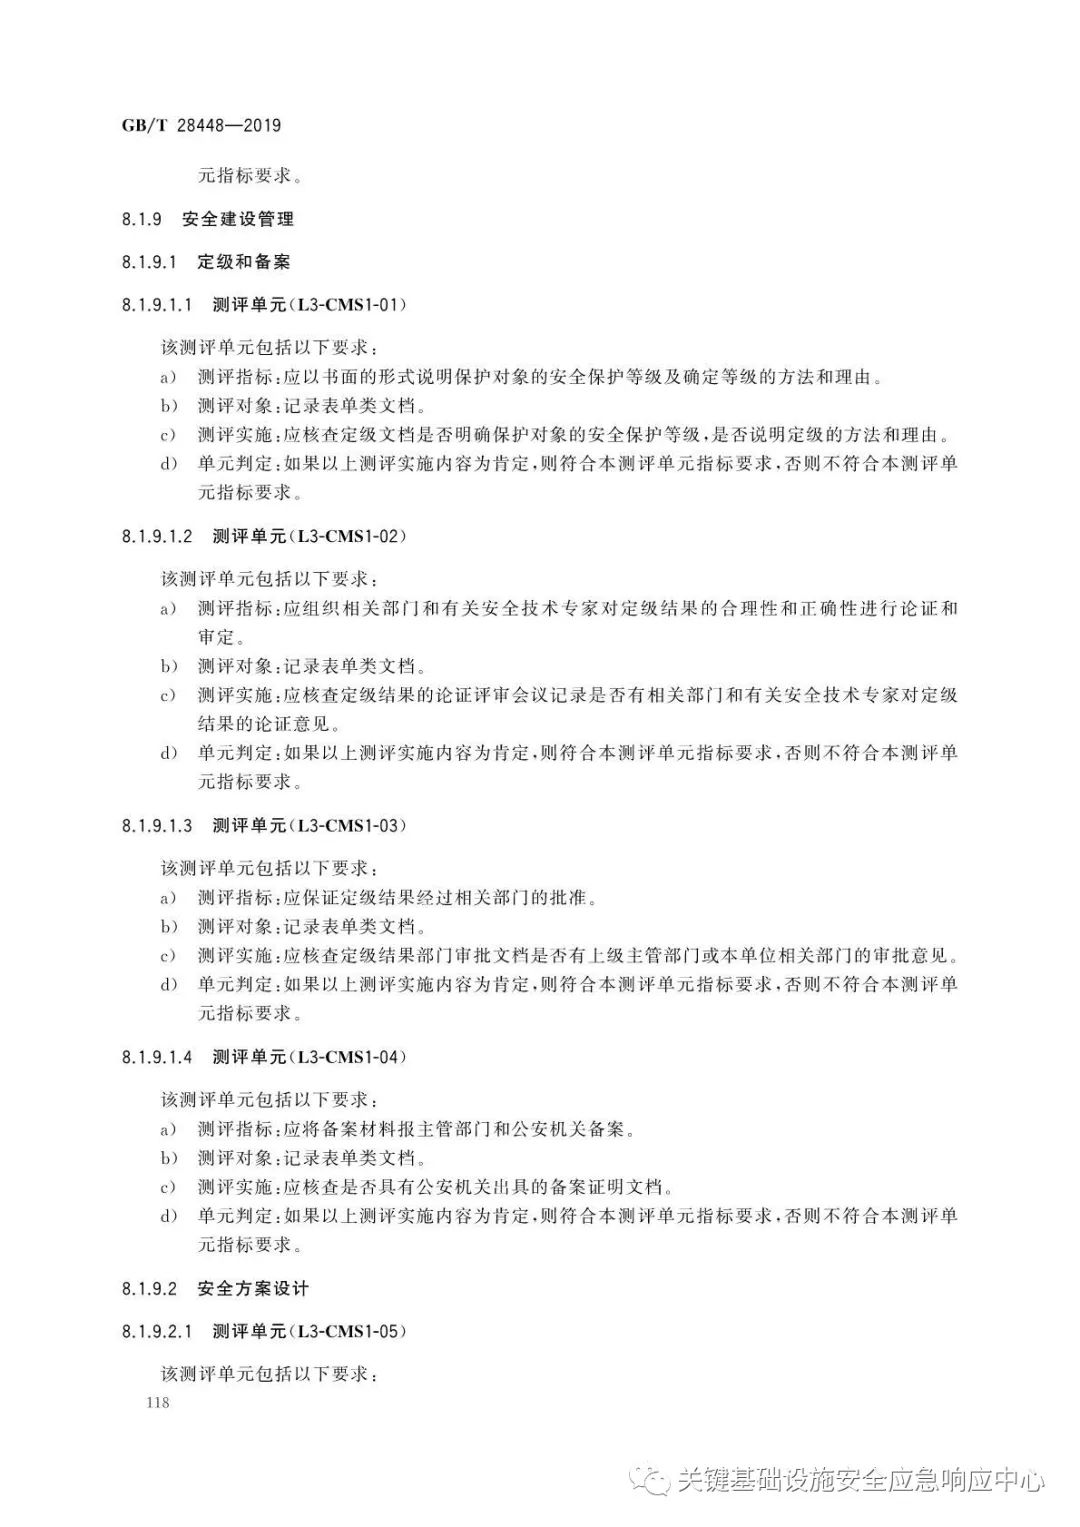 GB/T 28448—2019
元指标要求。
8.1.9 安全建设管理
8.1.9.1 定级和备案
8.1.9.1.1 测评单元(L3-CMS1-01)
该测评单元包括以下要求:
a) 测评指标:应以书面的形式说明保护对象的安全保护等级及确定等级的方法和理由。
b) 测评对象:记录表单类文档。
c) 测评实施:应核查定级文档是否明确保护对象的安全保护等级,是否说明定级的方法和理由。
d) 单元判定:如果以上测评实施内容为肯定,则符合本测评单元指标要求,否则不符合本测评单
元指标要求。
8.1.9.1.2 测评单元(L3-CMS1-02)
该测评单元包括以下要求:
a) 测评指标:应组织相关部门和有关安全技术专家对定级结果的合理性和正确性进行论证和
审定。
b) 测评对象:记录表单类文档。
c) 测评实施:应核查定级结果的论证评审会议记录是否有相关部门和有关安全技术专家对定级
结果的论证意见。
d) 单元判定:如果以上测评实施内容为肯定,则符合本测评单元指标要求,否则不符合本测评单
元指标要求。
8.1.9.1.3 测评单元(L3-CMS1-03)
该测评单元包括以下要求:
a) 测评指标:应保证定级结果经过相关部门的批准。
b) 测评对象:记录表单类文档。
c) 测评实施:应核查定级结果部门审批文档是否有上级主管部门或本单位相关部门的审批意见。
d) 单元判定:如果以上测评实施内容为肯定,则符合本测评单元指标要求,否则不符合本测评单
元指标要求。
8.1.9.1.4 测评单元(L3-CMS1-04)
该测评单元包括以下要求:
a) 测评指标:应将备案材料报主管部门和公安机关备案。
b) 测评对象:记录表单类文档。
c) 测评实施:应核查是否具有公安机关出具的备案证明文档。
d) 单元判定:如果以上测评实施内容为肯定,则符合本测评单元指标要求,否则不符合本测评单
元指标要求。
8.1.9.2 安全方案设计
8.1.9.2.1 测评单元(L3-CMS1-05)
该测评单元包括以下要求:
118
关键基础设施安全应急响应中心